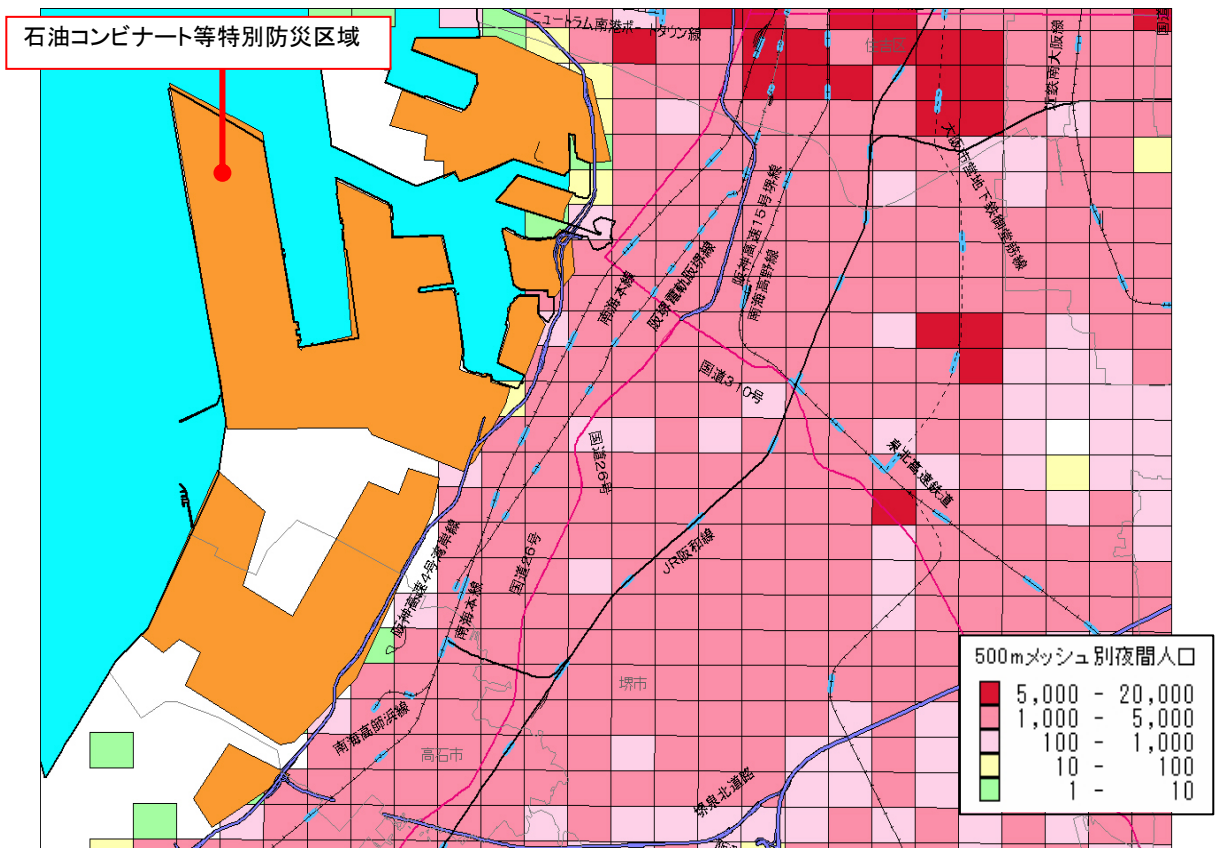 石油コンビナート等特別防災区域
ニュートラム南港ポートタウン線
住吉区
近鉄南大阪線
国道
大阪市営地下鉄御堂筋線
阪神高速15号堺線
南海高野線
阪堺電動阪堺線
南海本線
国道310号
国道26号
泉北高速鉄道
JR阪和線
国道26号
阪神高速4号湾岸線
南海本線
堺市
南海高師浜線
高石市
堺泉北道路
500mメッシュ別夜間人口
5,000 - 20,000
1,000 - 5,000
100 - 1,000
10 - 100
1 - 10